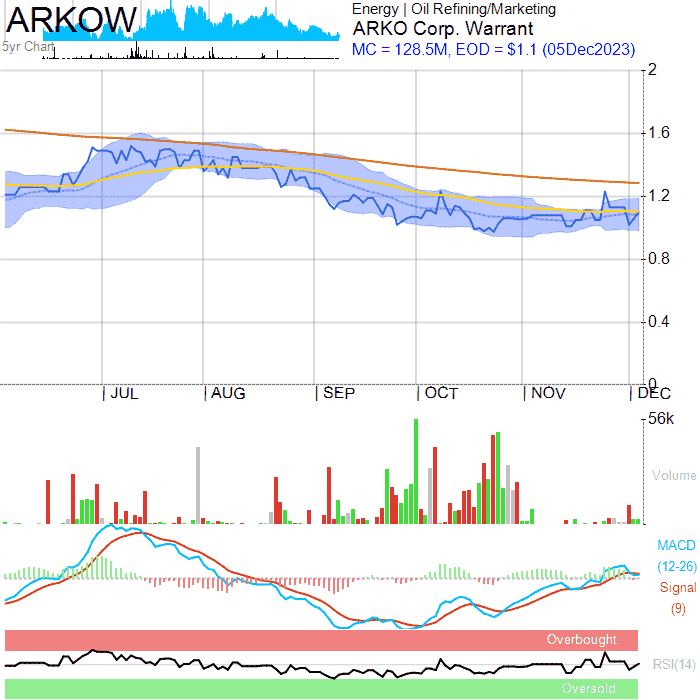 ARKOW
5yr Chart
Energy | Oil Refining/Marketing
ARKO Corp. Warrant
MC = 128.5M, EOD = $1.1 (05Dec2023)
2
1.6
1.2
0.8
0.4
0
|JUL |AUG |SEP |OCT |NOV |DEC
56k
Volume
MACD
(12-26)
Signal
(9)
Overbought
RSI(14)
Oversold